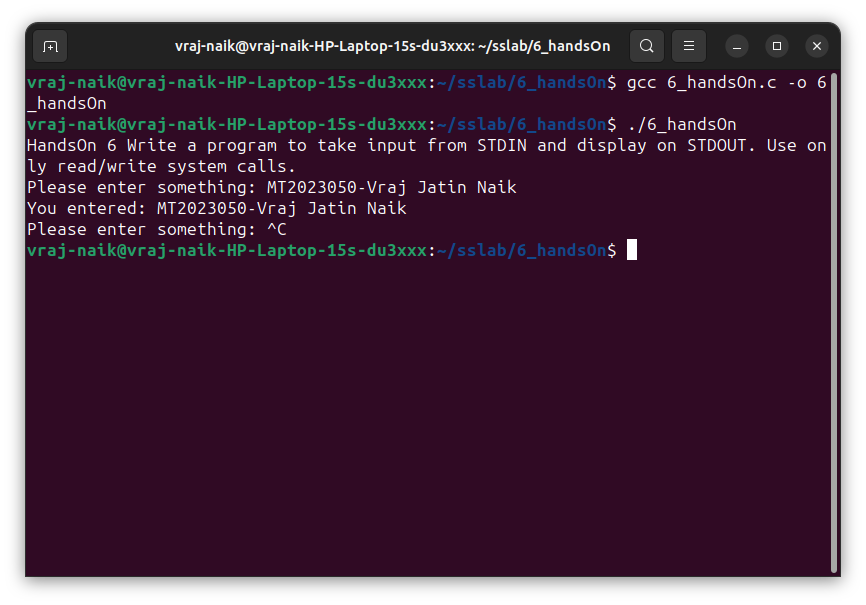 vraj-naik@vraj-naik-HP-Laptop-15s-du3xxx: ~/sslab/6_handsOn
vraj-naik@vraj-naik-HP-Laptop-15s-du3xxx:~/sslab/6_handsOn$ gcc 6_handsOn.c -o 6
_handsOn
vraj-naik@vraj-naik-HP-Laptop-15s-du3xxx:~/sslab/6_handsOn$ ./6_handsOn
HandsOn 6 Write a program to take input from STDIN and display on STDOUT. Use on
ly read/write system calls.
Please enter something: MT2023050-Vraj Jatin Naik
You entered: MT2023050-Vraj Jatin Naik
Please enter something: ^C
vraj-naik@vraj-naik-HP-Laptop-15s-du3xxx:~/sslab/6_handsOn$